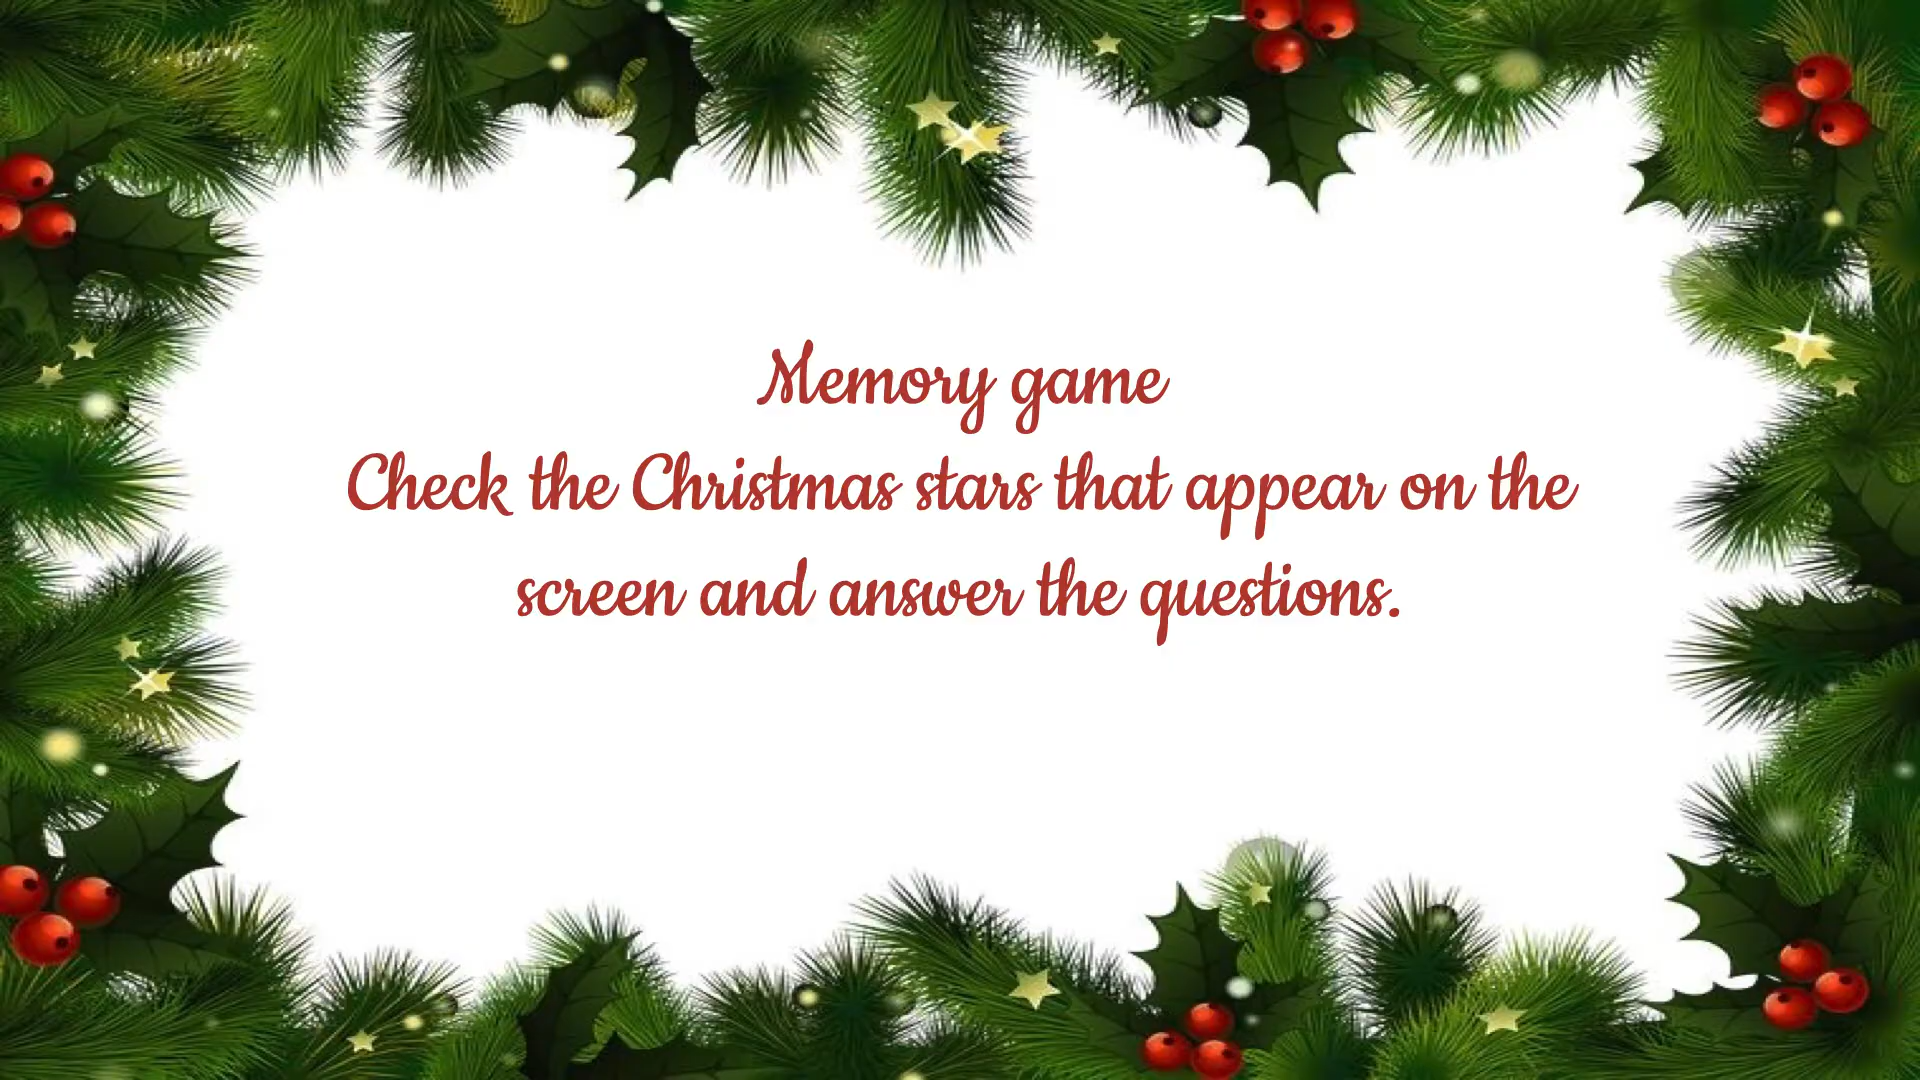 Memory game
Check the Christmas stars that appear on the
screen and answer the questions.